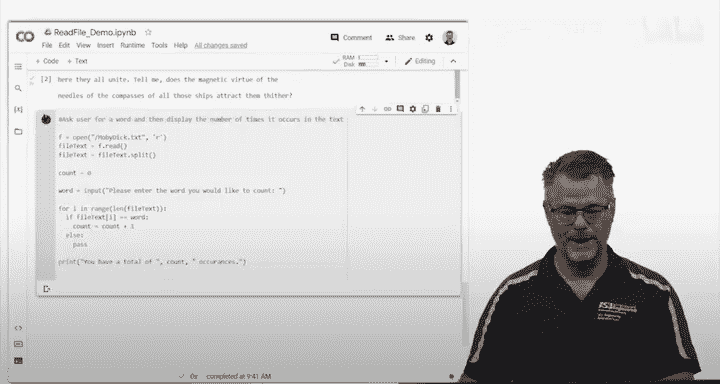 ReadFile_Demo.ipynb
File Edit View Insert Runtime Tools Help All changes saved
Comment Share
+ Code + Text
RAM
Disk
Editing
[2] here they all unite. Tell me, does the magnetic virtue of the
needles of the compasses of all those ships attract them thither?
#Ask user for a word and then display the number of times it occurs in the text
f = open("/MobyDick.txt", 'r')
fileText = f.read()
fileText = fileText.split()
count = 0
word = input("Please enter the word you would like to count: ")
for i in range(len(fileText)):
if fileText[i] == word:
count = count + 1
else:
pass
print("You have a total of ", count, " occurances.")
0s completed at 9:41 AM